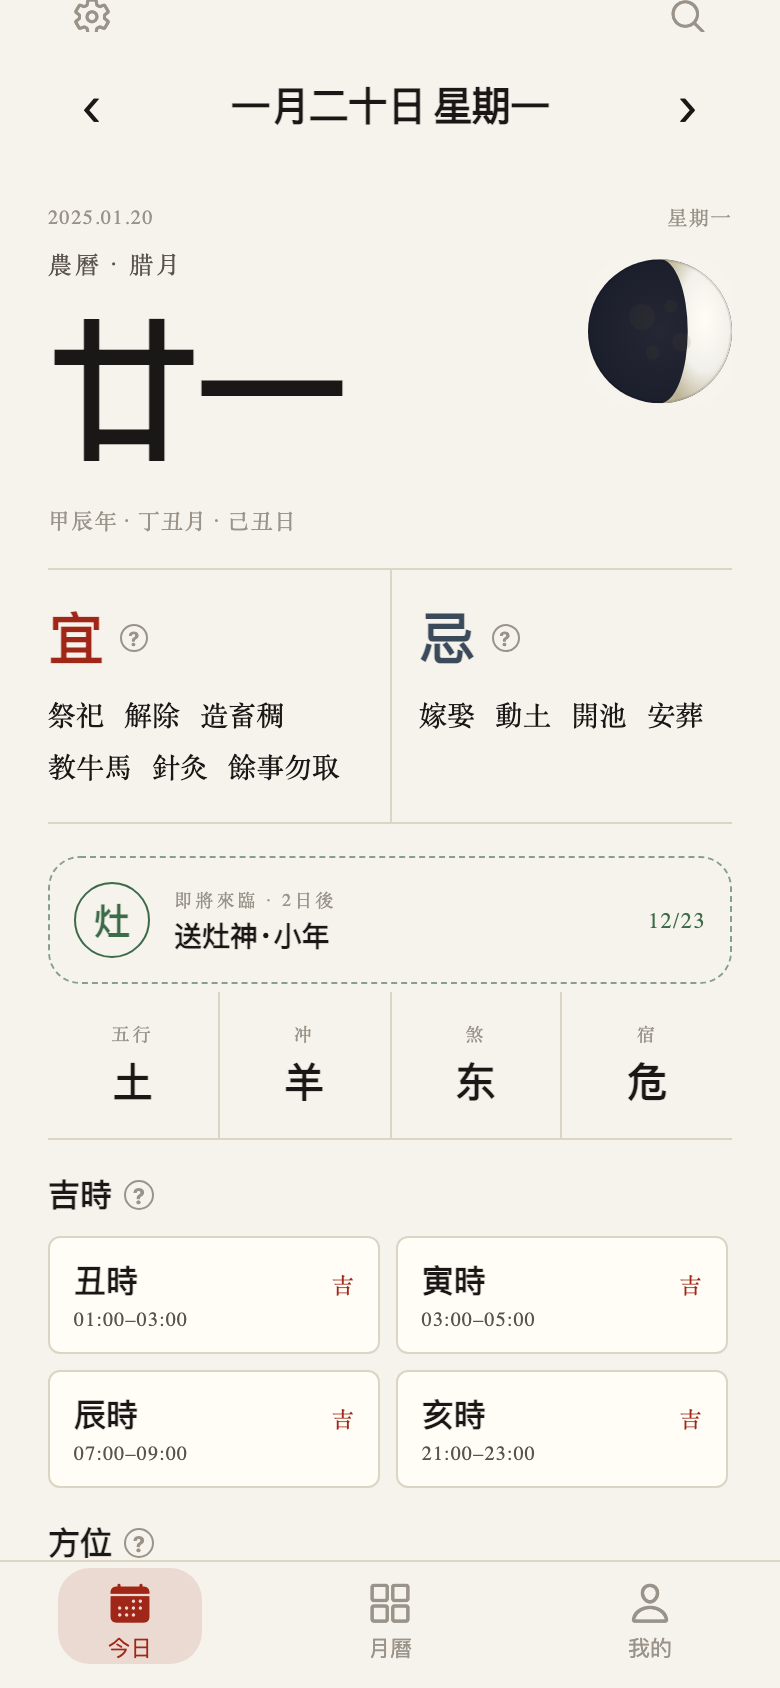 一月二十日 星期一
2025.01.20
星期一
農曆 · 腊月
廿一
甲辰年 · 丁丑月 · 己丑日
宜 ?
祭祀 解除 造畜稠
教牛馬 針灸 餘事勿取
忌 ?
嫁娶 動土 開池 安葬
灶
即將來臨 · 2日後
送灶神·小年
12/23
五行
土
冲
羊
煞
东
宿
危
吉時 ?
丑時
01:00–03:00
吉
寅時
03:00–05:00
吉
辰時
07:00–09:00
吉
亥時
21:00–23:00
吉
方位 ?
今日
月曆
我的